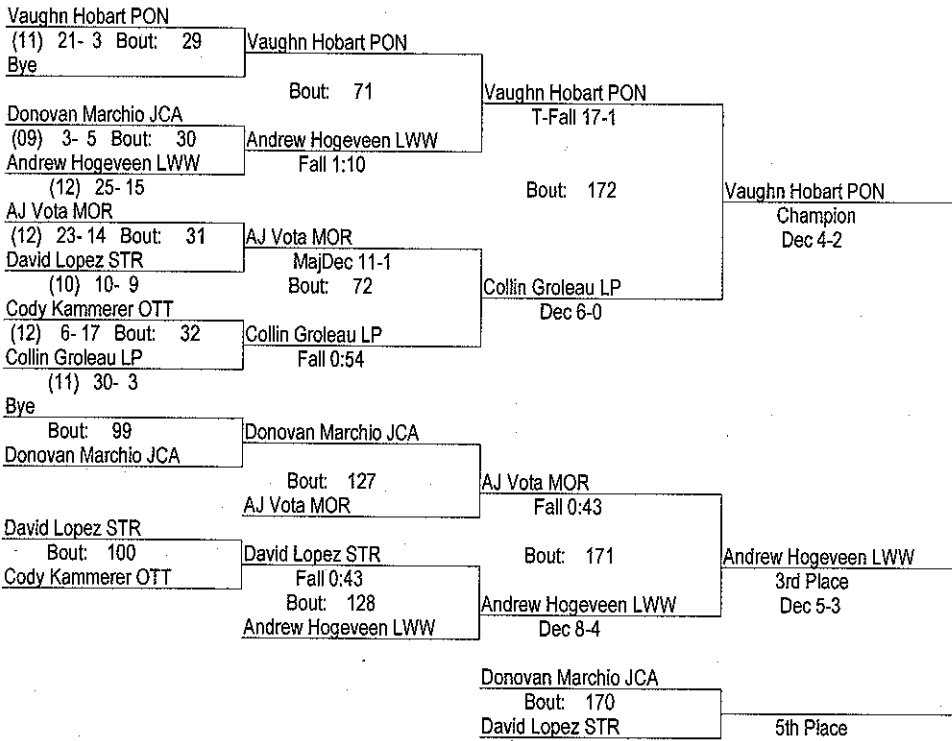 Vaughn Hobart PON
(11) 21- 3 Bout: 29
Bye
Vaughn Hobart PON
Bout: 71
Donovan Marchio JCA
(09) 3- 5 Bout: 30
Andrew Hogeveen LWW
(12) 25- 15
Andrew Hogeveen LWW
Fall 1:10
Vaughn Hobart PON
T-Fall 17-1
Bout: 172
AJ Vota MOR
(12) 23- 14 Bout: 31
David Lopez STR
(10) 10- 9
AJ Vota MOR
MajDec 11-1
Bout: 72
Cody Kammerer OTT
(12) 6- 17 Bout: 32
Collin Groleau LP
(11) 30- 3
Collin Groleau LP
Fall 0:54
Collin Groleau LP
Dec 6-0
Vaughn Hobart PON
Champion
Dec 4-2
Bye
Bout: 99
Donovan Marchio JCA
Donovan Marchio JCA
Bout: 127
AJ Vota MOR
AJ Vota MOR
Fall 0:43
Bout: 171
David Lopez STR
Bout: 100
Cody Kammerer OTT
David Lopez STR
Fall 0:43
Bout: 128
Andrew Hogeveen LWW
Andrew Hogeveen LWW
Dec 8-4
Andrew Hogeveen LWW
3rd Place
Dec 5-3
Donovan Marchio JCA
Bout: 170
David Lopez STR
5th Place